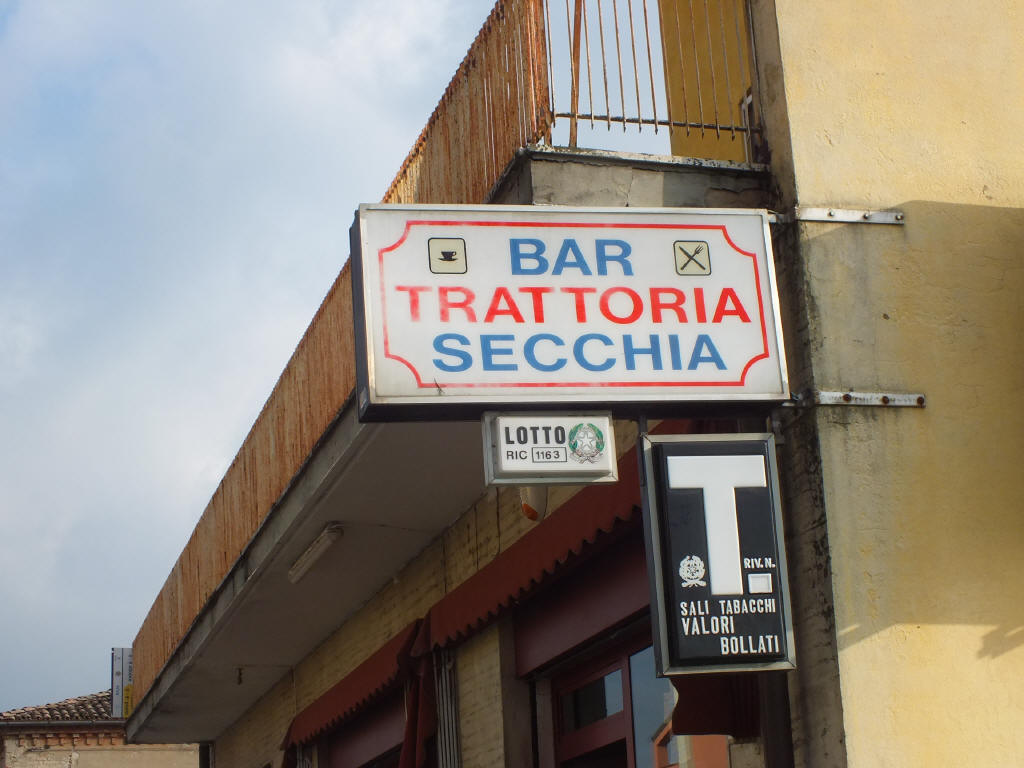 BAR
TRATTORIA
SECCHIA
LOTTO
RIC 1163
T.
RIV. N.
SALI TABACCHI
VALORI
BOLLATI